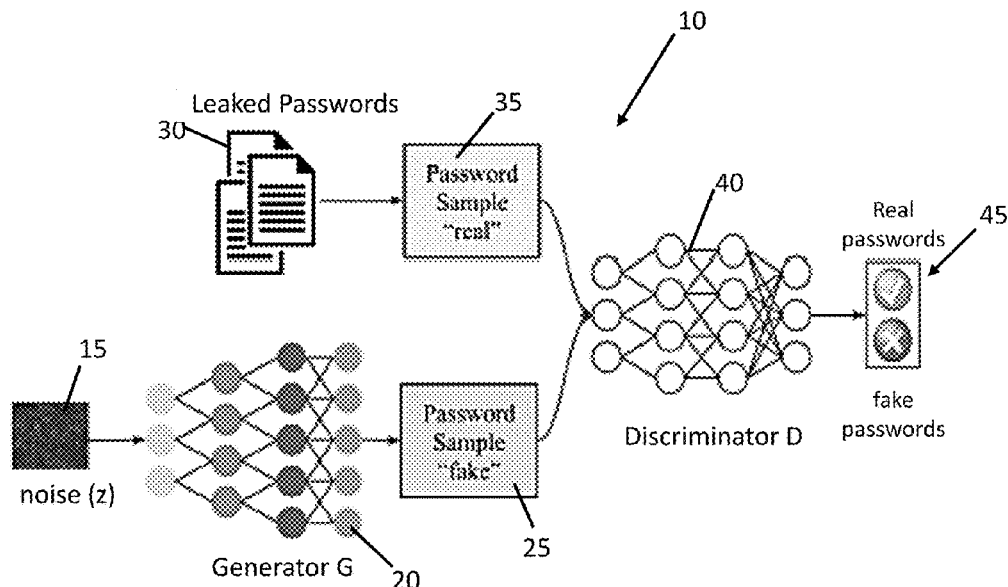 10
Leaked Passwords
30
35
Password
Sample
“real”
40
Real
passwords
45
15
noise (z)
Generator G
20
Password
Sample
“fake”
25
Discriminator D
fake
passwords